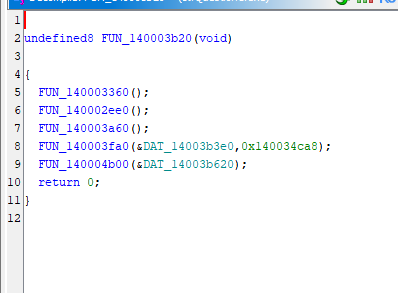 1
2 undefined8 FUN_140003b20(void)
3
4 {
5 FUN_140003360();
6 FUN_140002ee0();
7 FUN_140003a60();
8 FUN_140003fa0(&DAT_14003b3e0,0x140034ca8);
9 FUN_140004b00(&DAT_14003b620);
10 return 0;
11 }
12